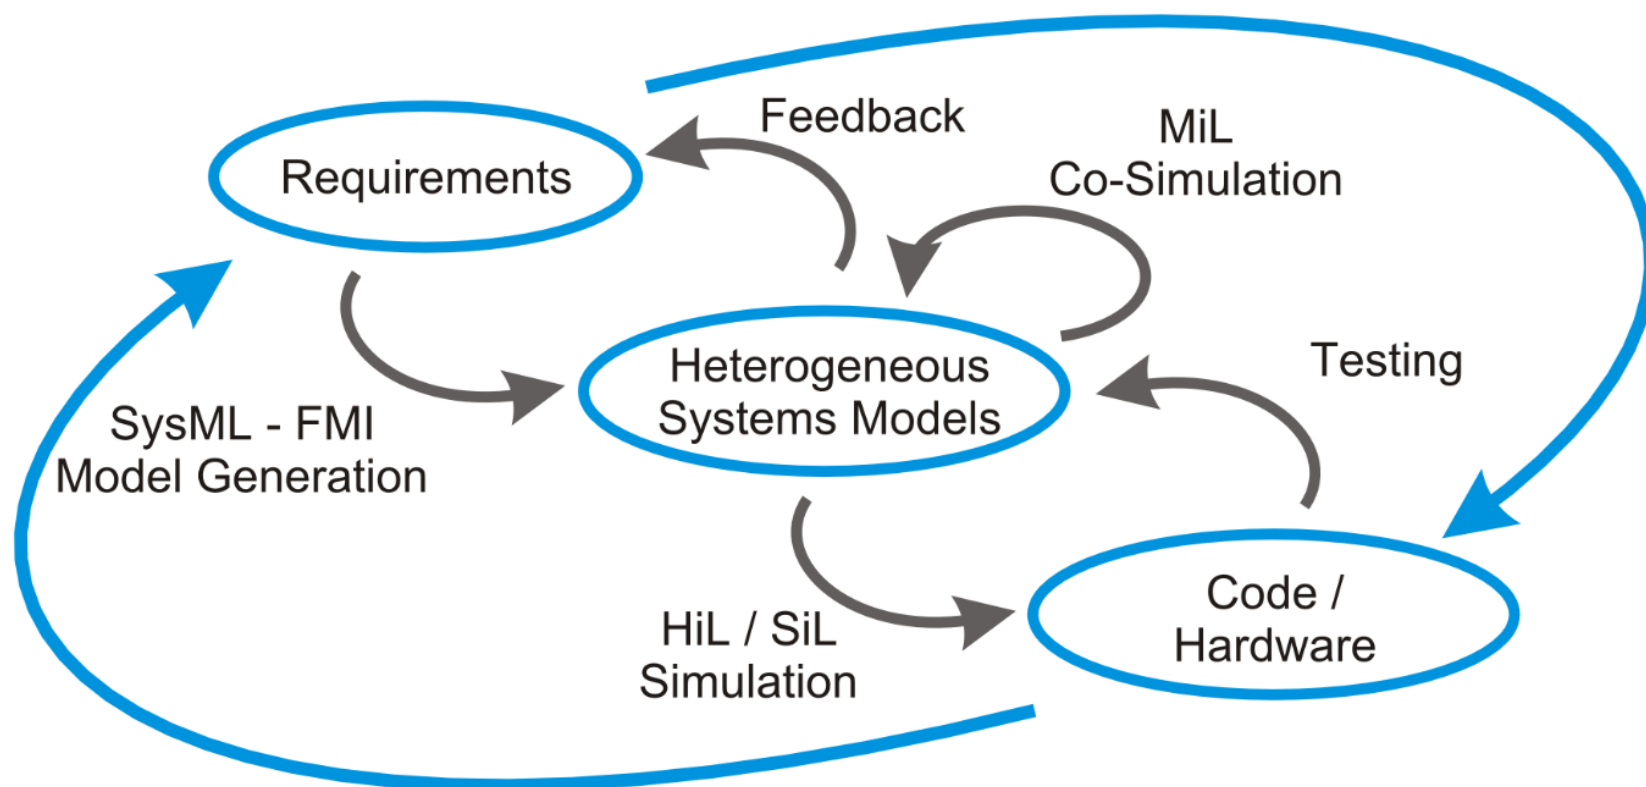 Feedback
MiL
Co-Simulation
Requirements
Heterogeneous
Systems Models
Testing
SysML - FMI
Model Generation
HiL / SiL
Simulation
Code /
Hardware